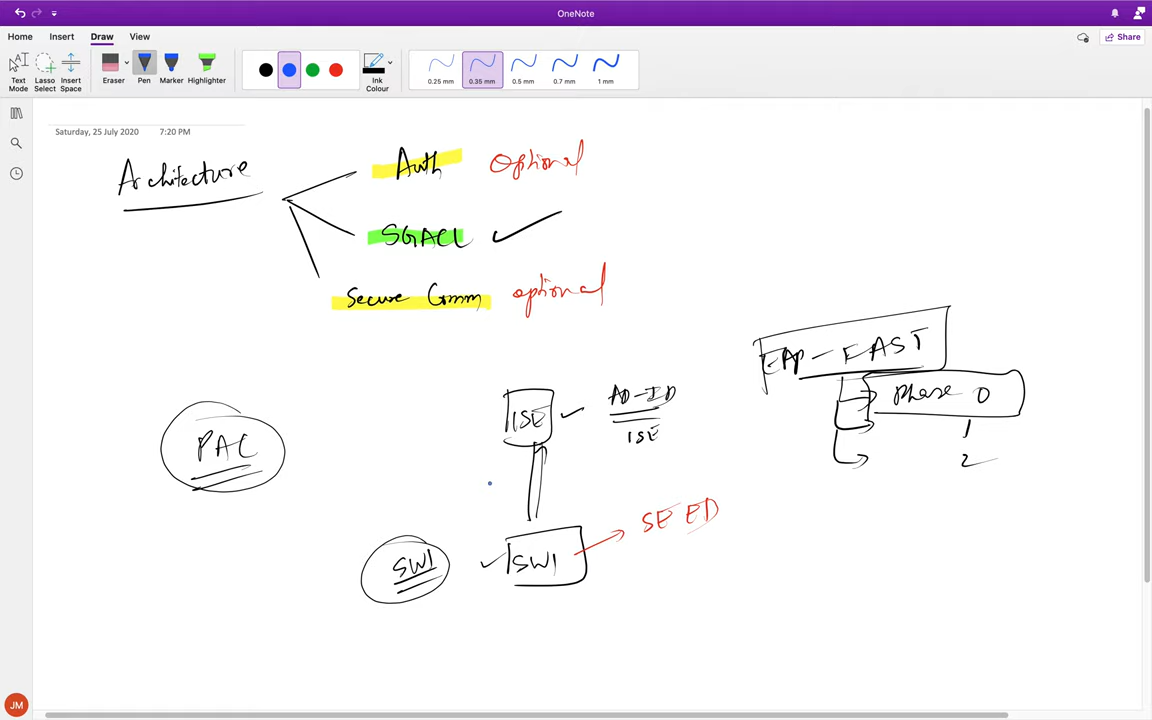 OneNote
Home Insert Draw View
Share
Text Mode
Lasso Select
Insert Space
Eraser
Pen
Marker
Highlighter
Ink Colour
0.25 mm
0.35 mm
0.5 mm
0.7 mm
1 mm
Saturday, 25 July 2020 7:20 PM
Architecture
Auth Optional
SGACL
Secure Comm optional
EAP-FAST
Phase 0
1
2
ISE
AD-ID
ISE
PAC
SEED
SW1
SW1
JM